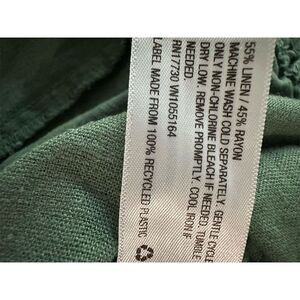 55% LINEN / 45% RAYON
MACHINE WASH COLD SEPARATELY. GENTLE CYCLE
ONLY NON-CHLORINE BLEACH IF NEEDED. TUMBLE
DRY LOW. REMOVE PROMPTLY. COOL IRON IF
NEEDED.
RN17730 VN1055164
LABEL MADE FROM 100% RECYCLED PLASTIC